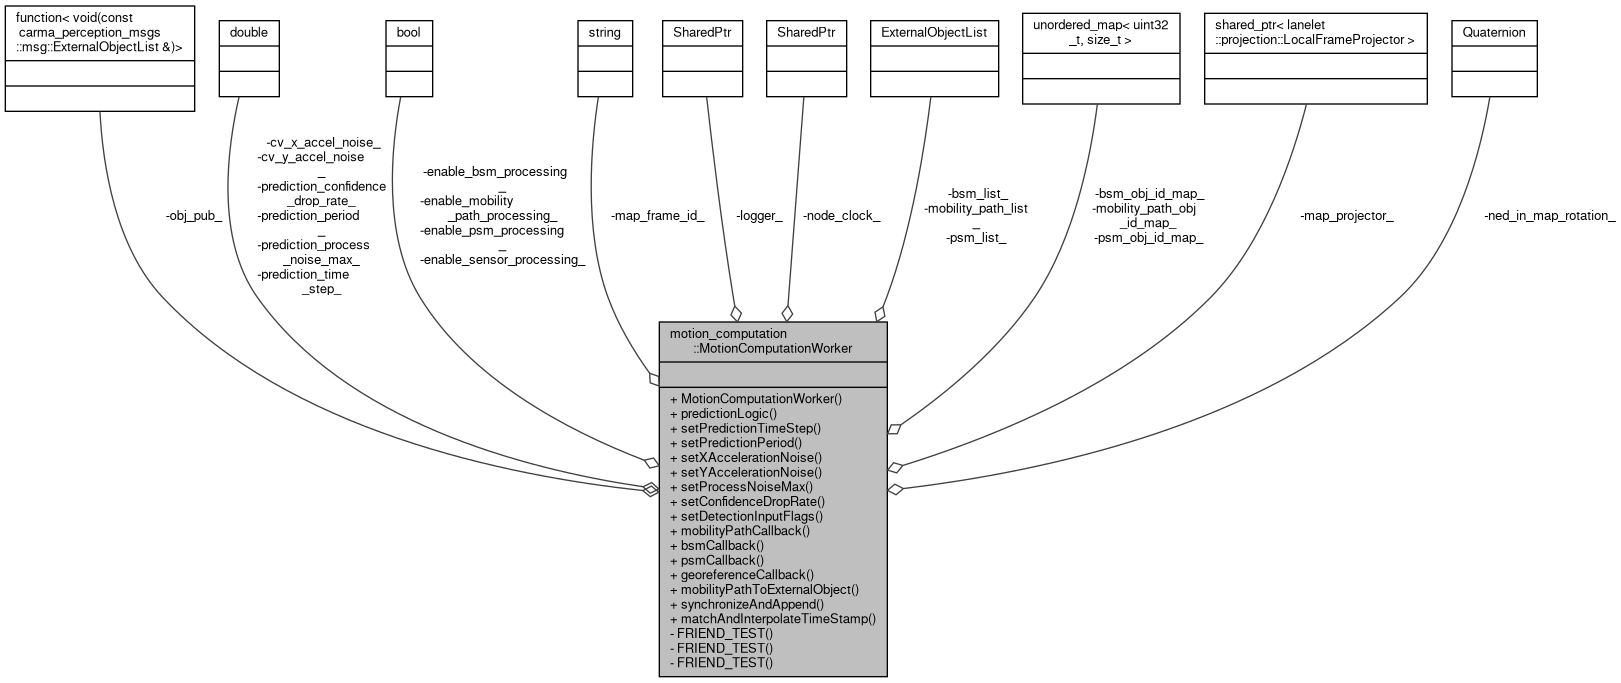 function< void(const
carma_perception_msgs
::msg::ExternalObjectList &)>
double
bool
string
SharedPtr
SharedPtr
ExternalObjectList
unordered_map< uint32
_t, size_t >
shared_ptr< lanelet
::projection::LocalFrameProjector >
Quaternion
-obj_pub_
-cv_x_accel_noise_
-cv_y_accel_noise
_
-prediction_confidence
_drop_rate_
-prediction_period
_
-prediction_process
_noise_max_
-prediction_time
_step_
-enable_bsm_processing
_
-enable_mobility
_path_processing_
-enable_psm_processing
_
-enable_sensor_processing_
-map_frame_id_
-logger_
-node_clock_
-bsm_list_
-mobility_path_list
_
-psm_list_
-bsm_obj_id_map_
-mobility_path_obj
_id_map_
-psm_obj_id_map_
-map_projector_
-ned_in_map_rotation_
motion_computation
::MotionComputationWorker
+ MotionComputationWorker()
+ predictionLogic()
+ setPredictionTimeStep()
+ setPredictionPeriod()
+ setXAccelerationNoise()
+ setYAccelerationNoise()
+ setProcessNoiseMax()
+ setConfidenceDropRate()
+ setDetectionInputFlags()
+ mobilityPathCallback()
+ bsmCallback()
+ psmCallback()
+ georeferenceCallback()
+ mobilityPathToExternalObject()
+ synchronizeAndAppend()
+ matchAndInterpolateTimeStamp()
- FRIEND_TEST()
- FRIEND_TEST()
- FRIEND_TEST()